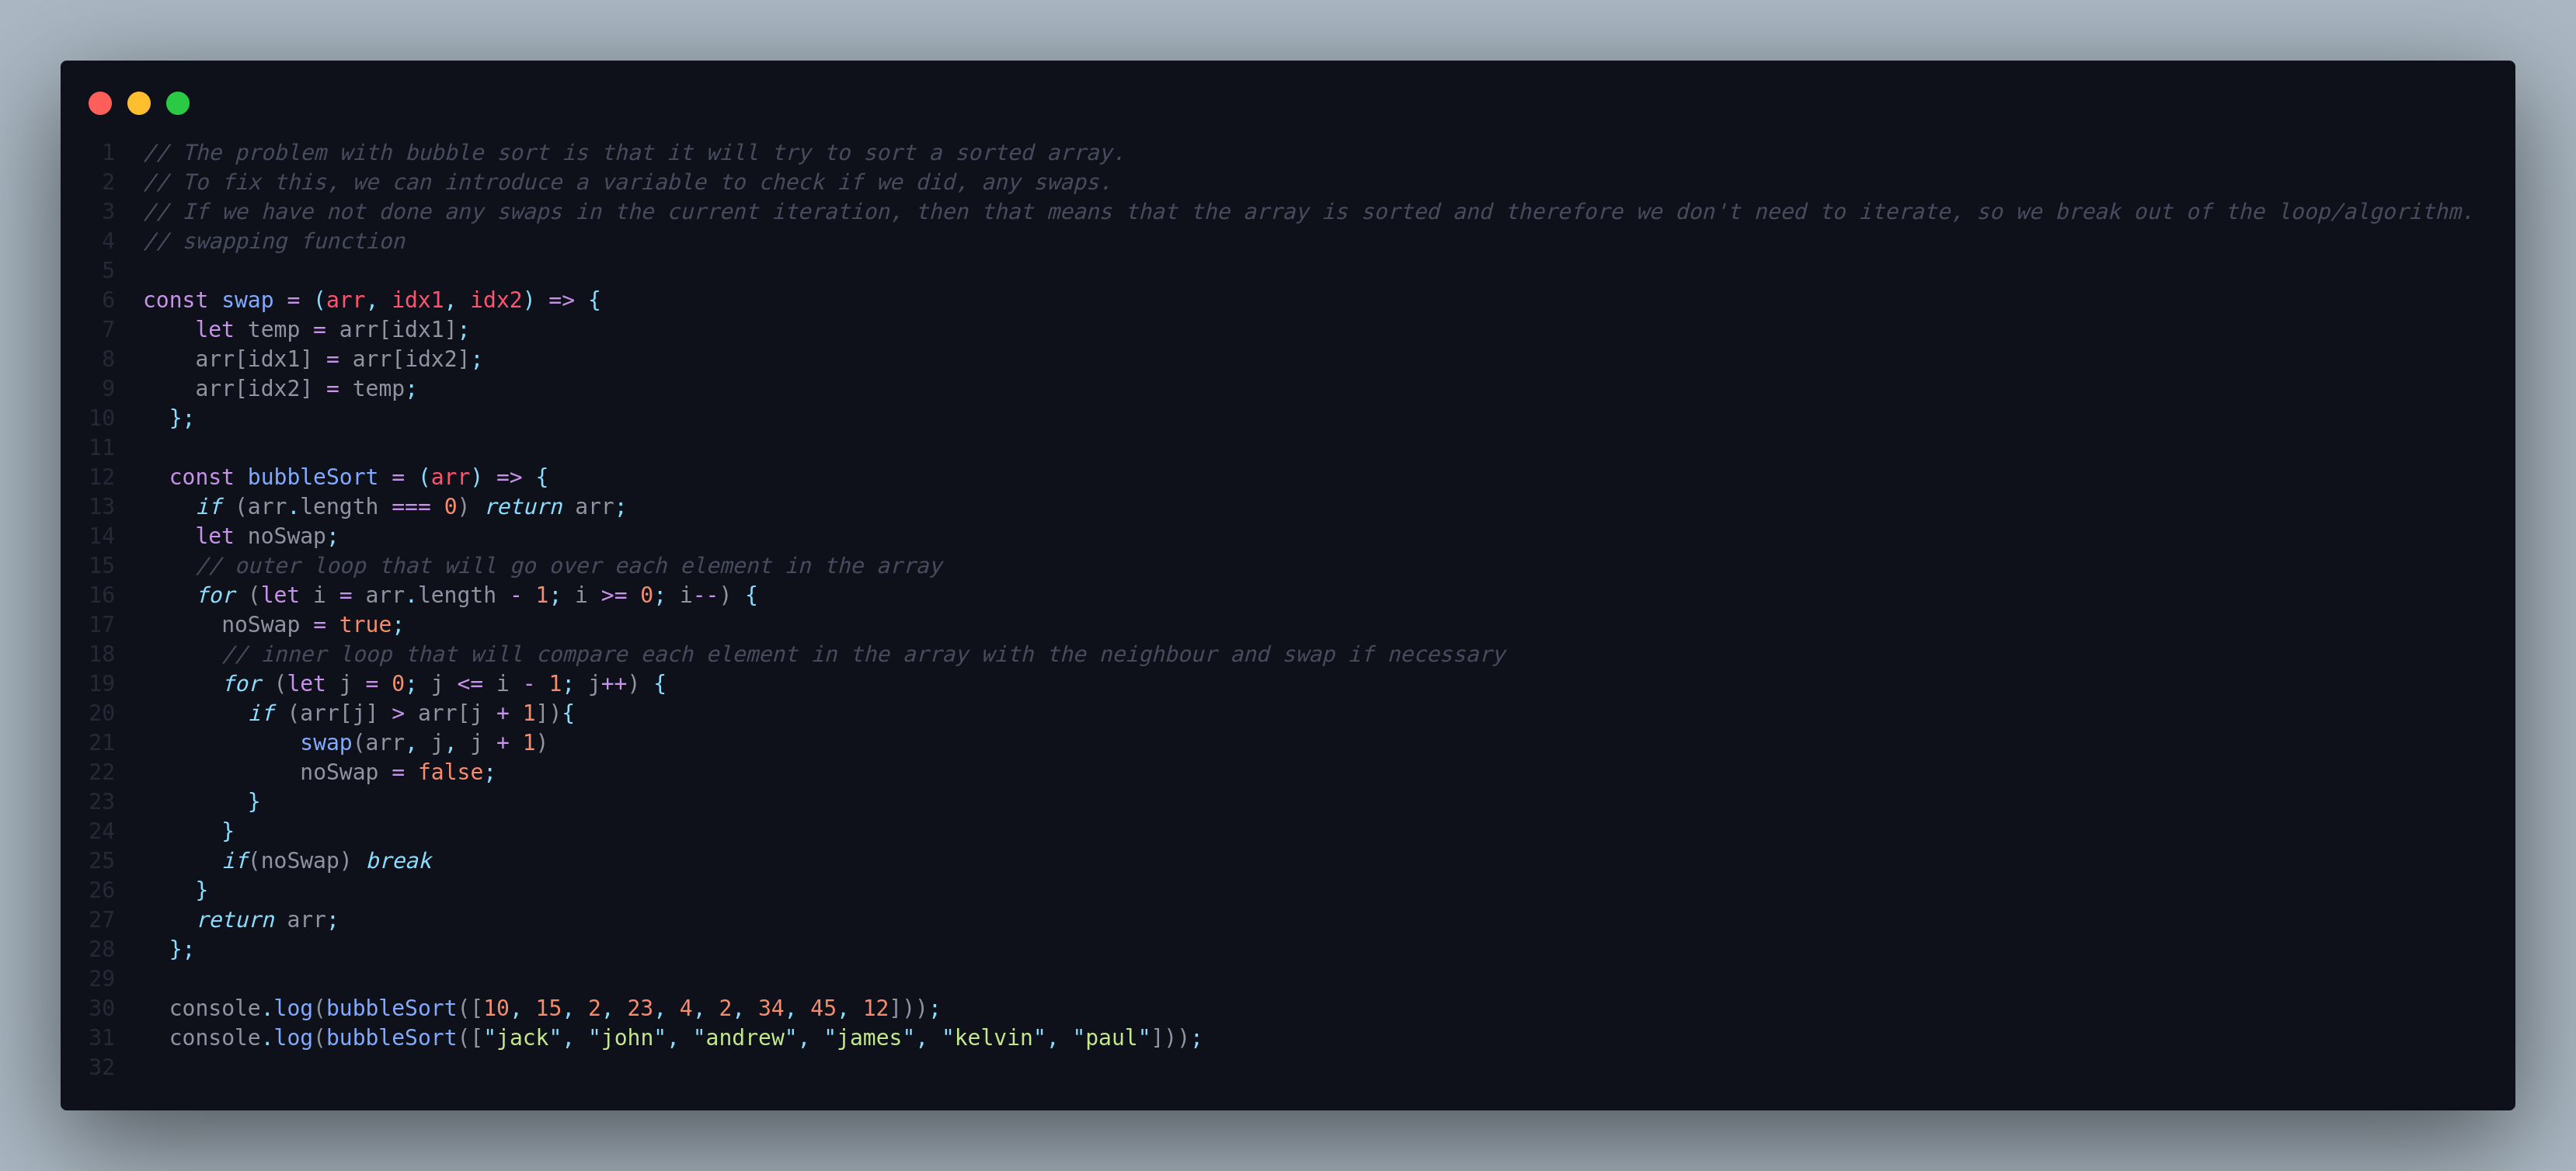 1 // The problem with bubble sort is that it will try to sort a sorted array.
2 // To fix this, we can introduce a variable to check if we did, any swaps.
3 // If we have not done any swaps in the current iteration, then that means that the array is sorted and therefore we don't need to iterate, so we break out of the loop/algorithm.
4 // swapping function
5
6 const swap = (arr, idx1, idx2) => {
7     let temp = arr[idx1];
8     arr[idx1] = arr[idx2];
9     arr[idx2] = temp;
10   };
11
12   const bubbleSort = (arr) => {
13     if (arr.length === 0) return arr;
14     let noSwap;
15     // outer loop that will go over each element in the array
16     for (let i = arr.length - 1; i >= 0; i--) {
17       noSwap = true;
18       // inner loop that will compare each element in the array with the neighbour and swap if necessary
19       for (let j = 0; j <= i - 1; j++) {
20         if (arr[j] > arr[j + 1]){
21             swap(arr, j, j + 1)
22             noSwap = false;
23         }
24       }
25       if(noSwap) break
26     }
27     return arr;
28   };
29
30   console.log(bubbleSort([10, 15, 2, 23, 4, 2, 34, 45, 12]));
31   console.log(bubbleSort(["jack", "john", "andrew", "james", "kelvin", "paul"]));
32